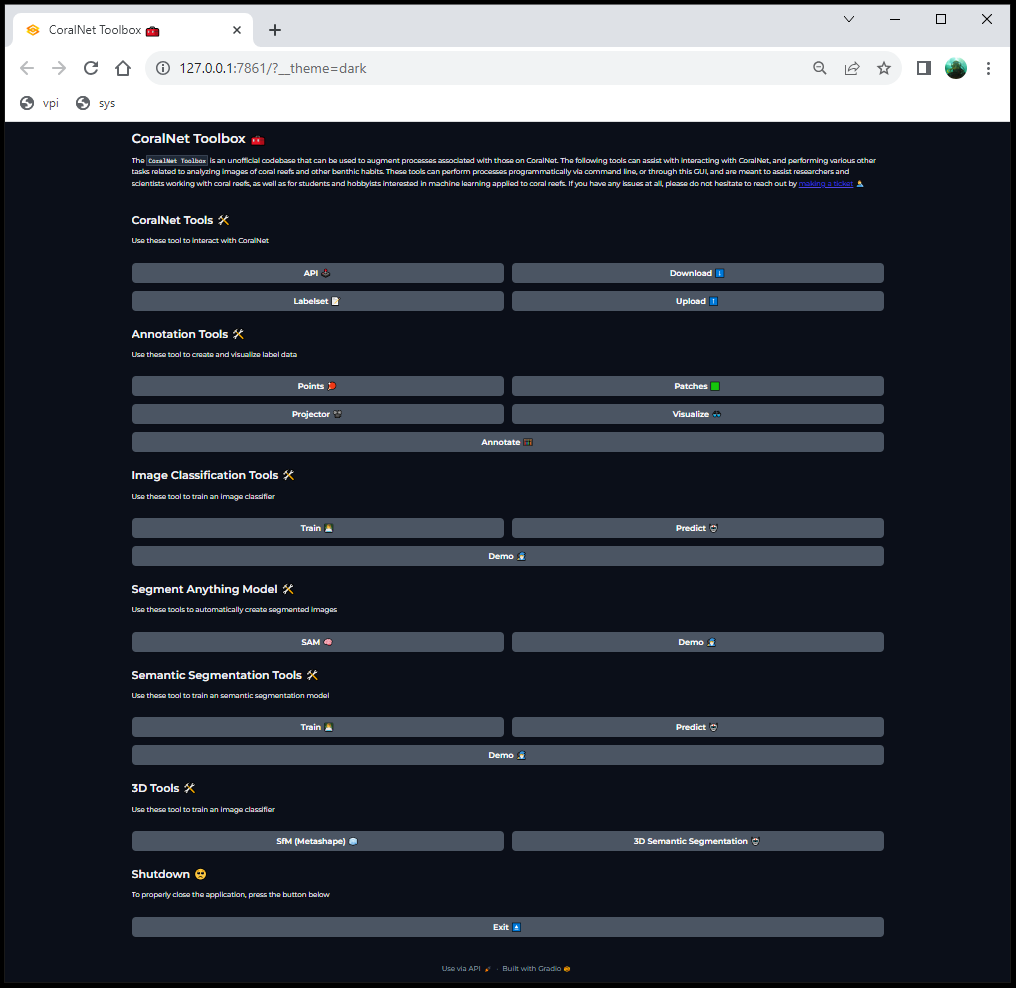 CoralNet Toolbox
127.0.0.1:7861/?__theme=dark
vpi sys
CoralNet Toolbox
The CoralNet Toolbox is an unofficial codebase that can be used to augment processes associated with those on CoralNet. The following tools can assist with interacting with CoralNet, and performing various other
tasks related to analyzing images of coral reefs and other benthic habits. These tools can perform processes programmatically via command line, or through this GUI, and are meant to assist researchers and
scientists working with coral reefs, as well as for students and hobbyists interested in machine learning applied to coral reefs. If you have any issues at all, please do not hesitate to reach out by making a ticket
CoralNet Tools
Use these tool to interact with CoralNet
API Download
Labelset Upload
Annotation Tools
Use these tool to create and visualize label data
Points Patches
Projector Visualize
Annotate
Image Classification Tools
Use these tool to train an image classifier
Train Predict
Demo
Segment Anything Model
Use these tools to automatically create segmented images
SAM Demo
Semantic Segmentation Tools
Use these tool to train an semantic segmentation model
Train Predict
Demo
3D Tools
Use these tool to train an image classifier
SfM (Metashape) 3D Semantic Segmentation
Shutdown
To properly close the application, press the button below
Exit
Use via API · Built with Gradio